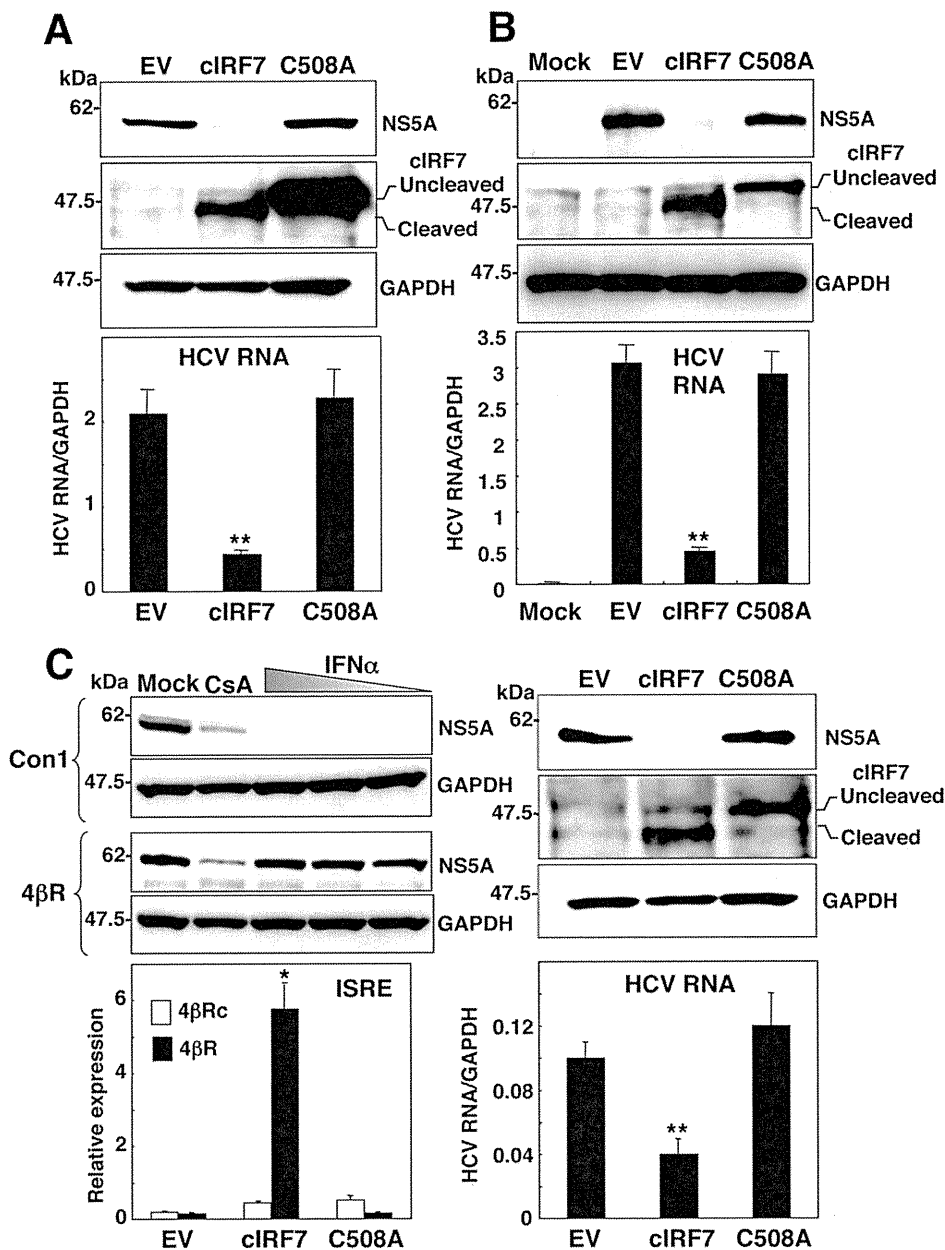 A
kDa EV cIRF7 C508A
62-
NS5A
cIRF7
Uncleaved
47.5-
Cleaved
47.5-
GAPDH
HCV RNA
HCV RNA/GAPDH
2
1
0
**
EV cIRF7 C508A
B
kDa Mock EV cIRF7 C508A
62-
NS5A
cIRF7
Uncleaved
47.5-
Cleaved
47.5-
GAPDH
HCV
RNA
HCV RNA/GAPDH
3.5
3
2.5
2
1.5
1
0.5
0
**
Mock EV cIRF7 C508A
C
kDa Mock CsA IFNα
Con1
62-
NS5A
47.5-
GAPDH
4βR
62-
NS5A
47.5-
GAPDH
ISRE
Relative expression
6
4
2
0
4βRc
4βR
*
EV cIRF7 C508A
kDa EV cIRF7 C508A
62-
NS5A
cIRF7
Uncleaved
47.5-
Cleaved
47.5-
GAPDH
HCV RNA
HCV RNA/GAPDH
0.12
0.08
0.04
0
**
EV cIRF7 C508A